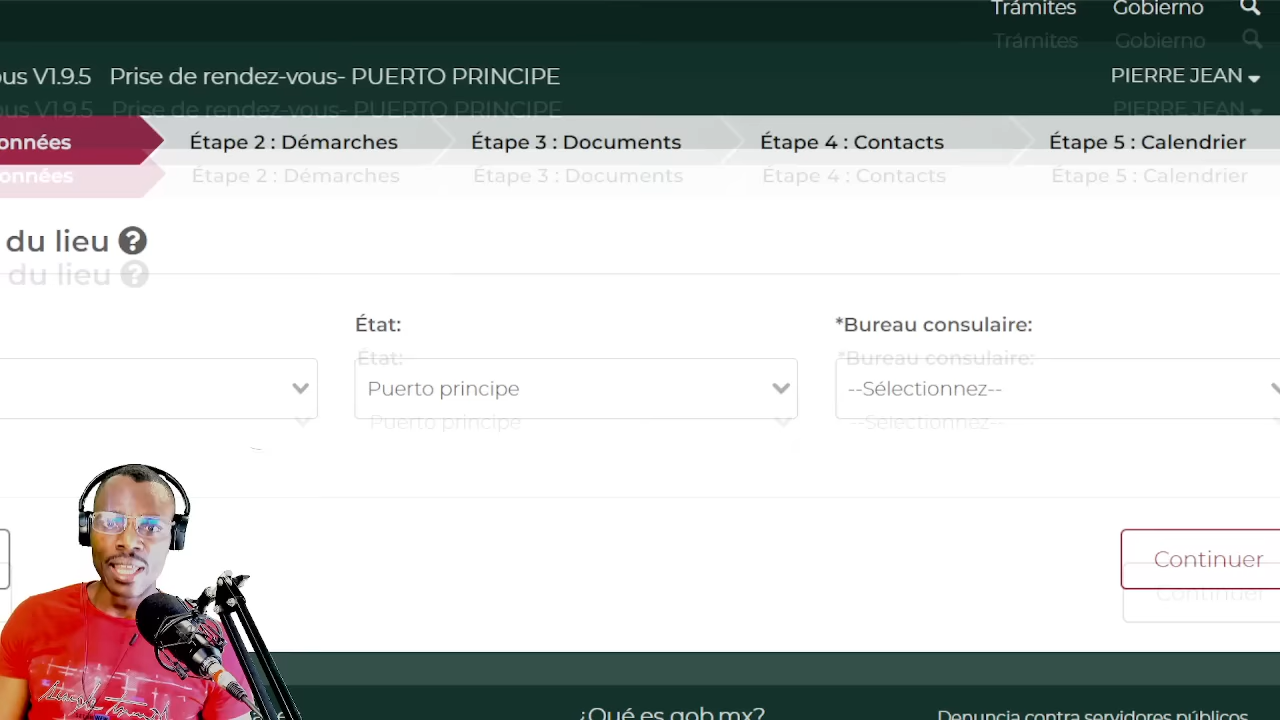 Trámites Gobierno
ous V1.9.5 Prise de rendez-vous- PUERTO PRINCIPE PIERRE JEAN
onnées Étape 2 : Démarches Étape 3 : Documents Étape 4 : Contacts Étape 5 : Calendrier
du lieu
État: *Bureau consulaire:
Puerto principe --Sélectionnez--
Continuer
¿Qué es gob.mx? Denuncia contra servidores públicos